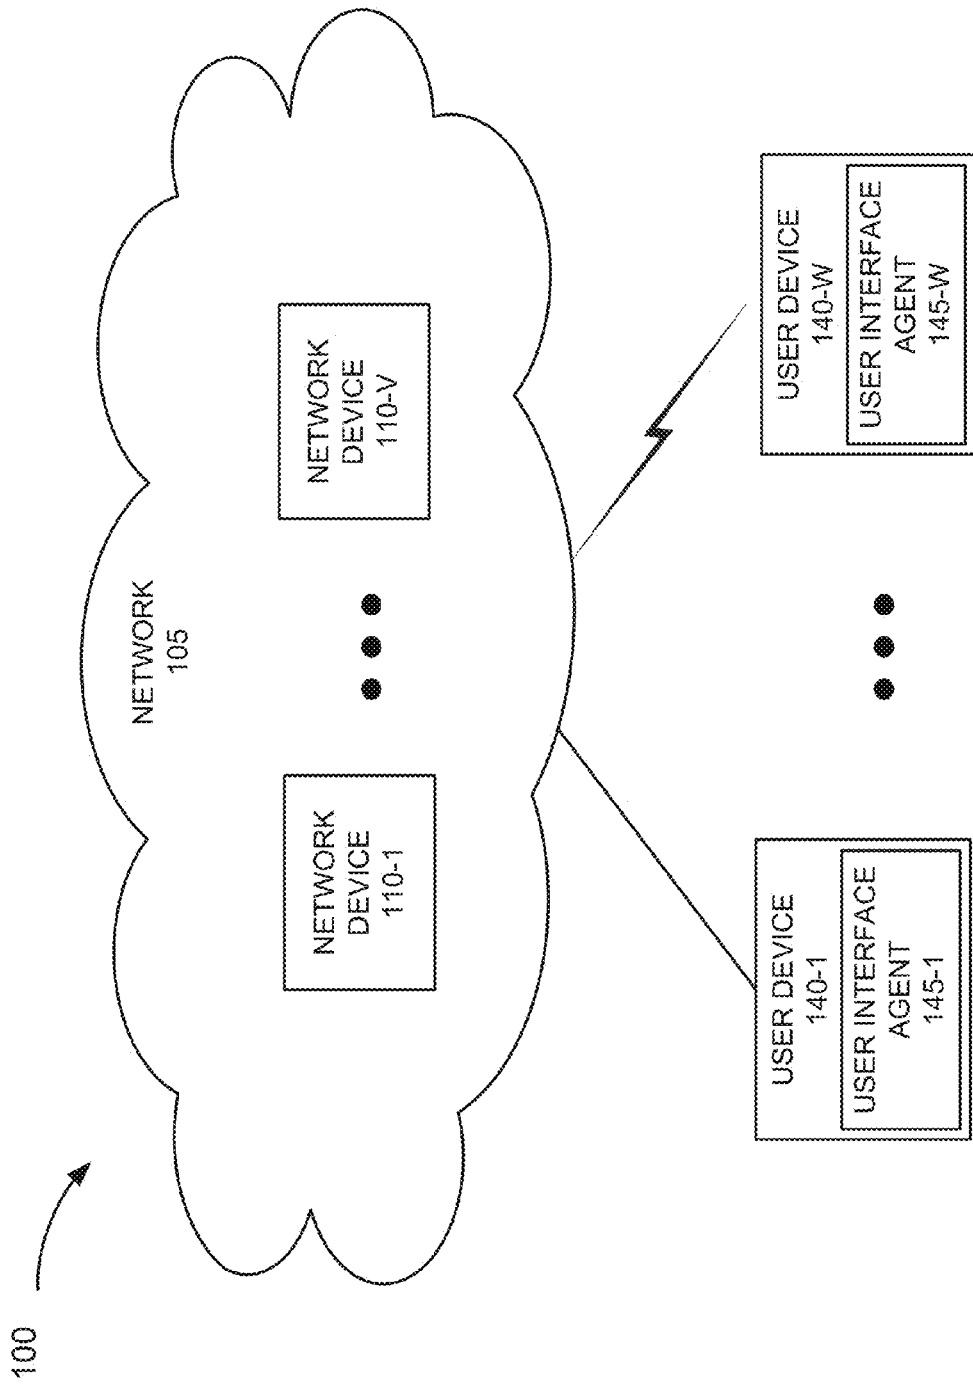 100
NETWORK
105
NETWORK
DEVICE
110-1
NETWORK
DEVICE
110-V
USER DEVICE
140-1
USER INTERFACE
AGENT
145-1
USER DEVICE
140-W
USER INTERFACE
AGENT
145-W